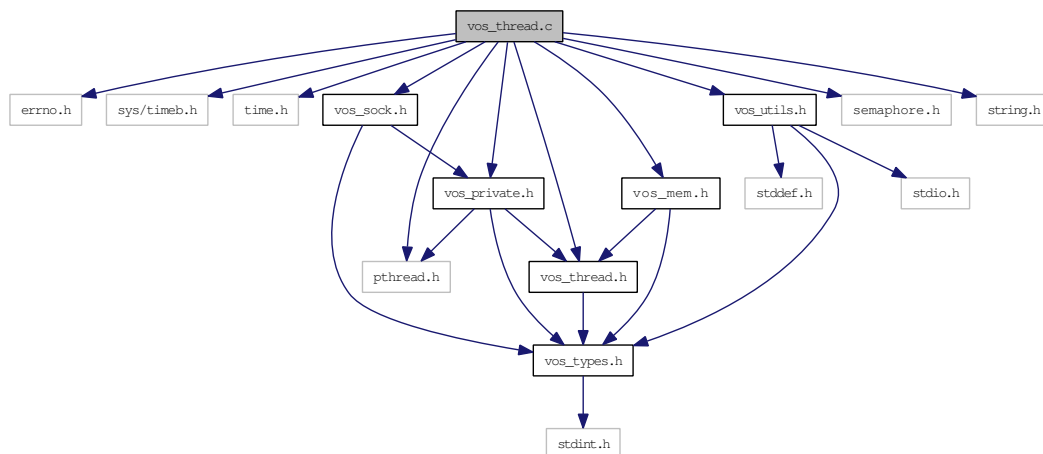 vos_thread.c
errno.h
sys/timeb.h
time.h
vos_sock.h
vos_utils.h
semaphore.h
string.h
vos_private.h
vos_mem.h
stddef.h
stdio.h
pthread.h
vos_thread.h
vos_types.h
stdint.h